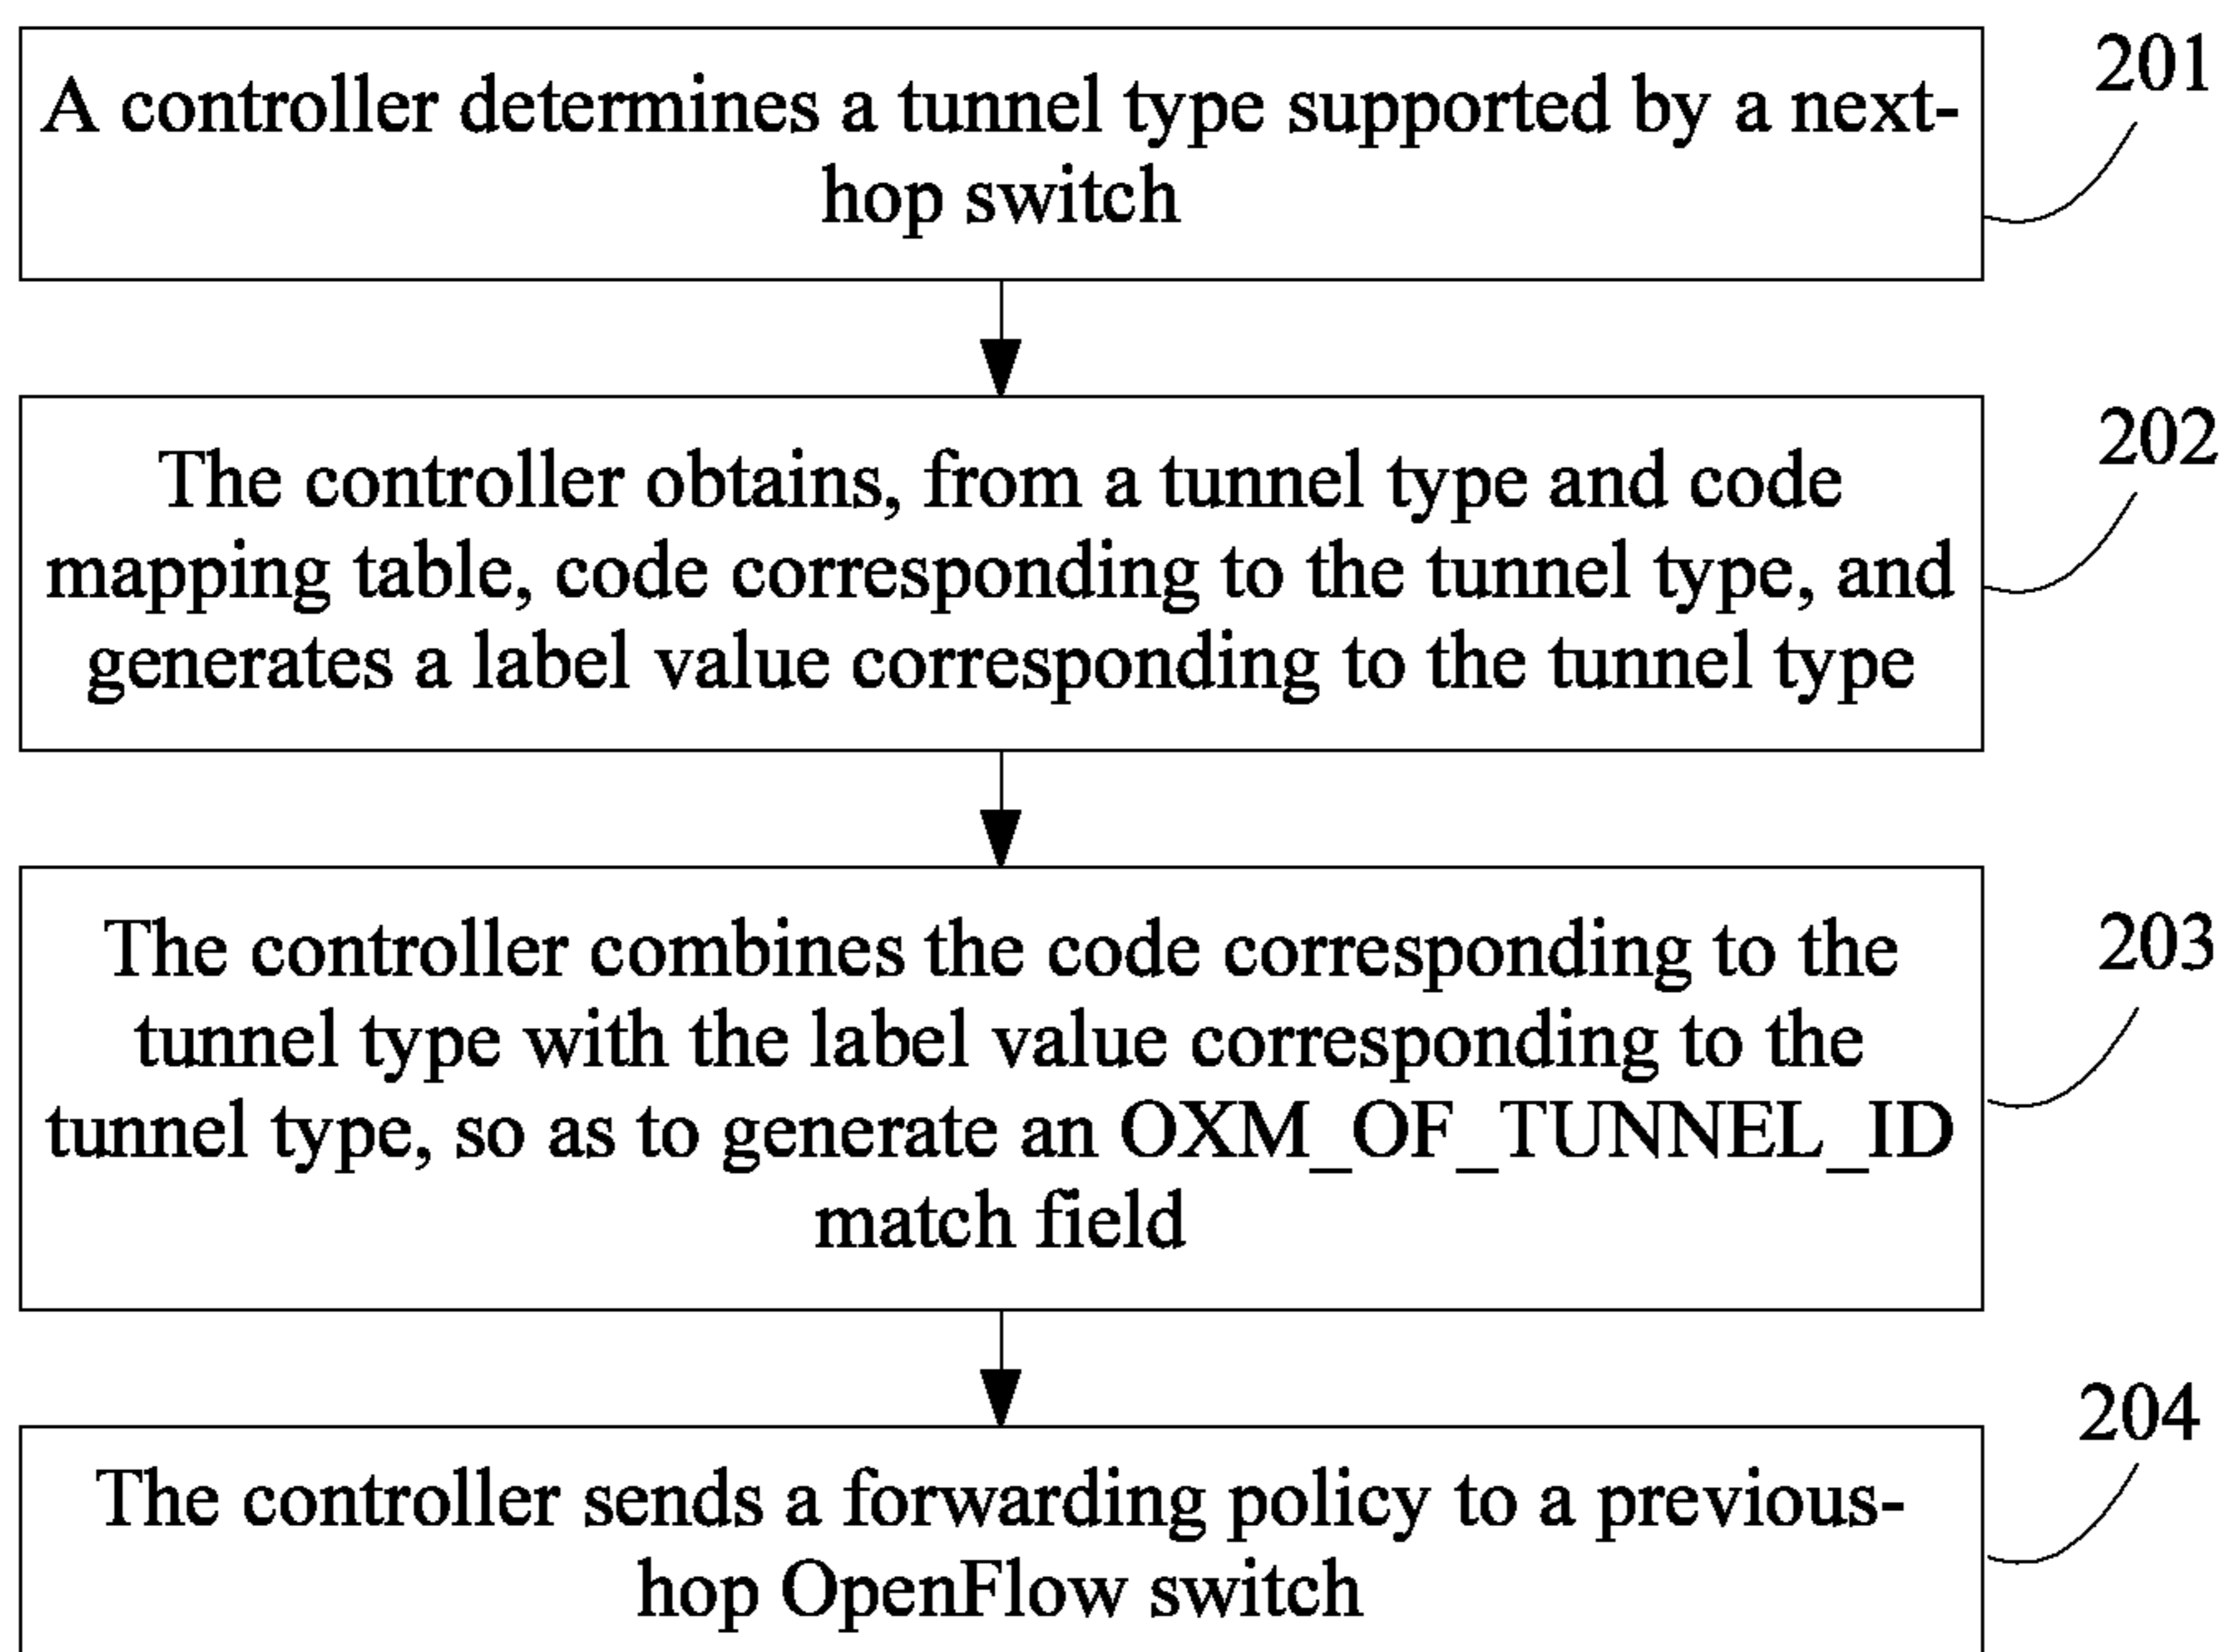 A controller determines a tunnel type supported by a next-
hop switch
201
The controller obtains, from a tunnel type and code
mapping table, code corresponding to the tunnel type, and
generates a label value corresponding to the tunnel type
202
The controller combines the code corresponding to the
tunnel type with the label value corresponding to the
tunnel type, so as to generate an OXM_OF_TUNNEL_ID
match field
203
The controller sends a forwarding policy to a previous-
hop OpenFlow switch
204